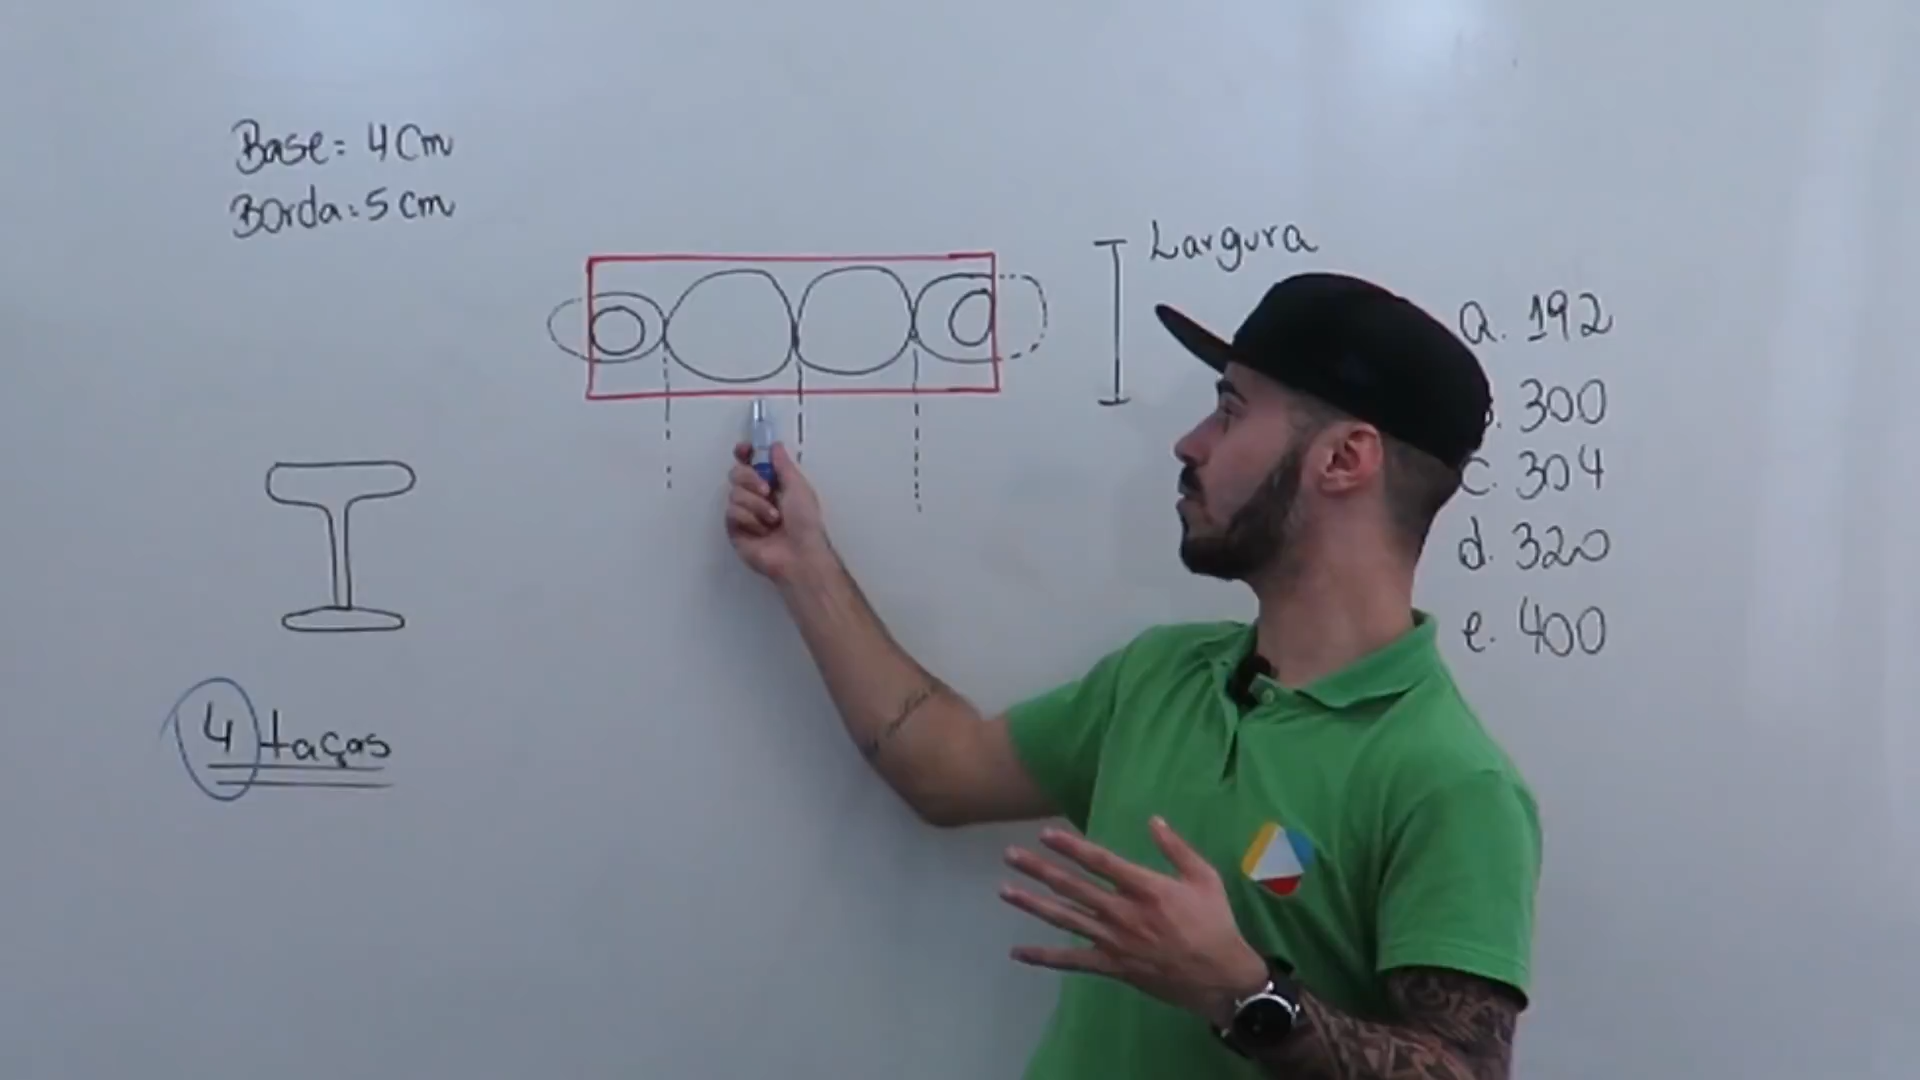 Base = 4 Cm
Borda = 5 cm
Largura
a. 192
300
c. 304
d. 320
e. 400
4 taças